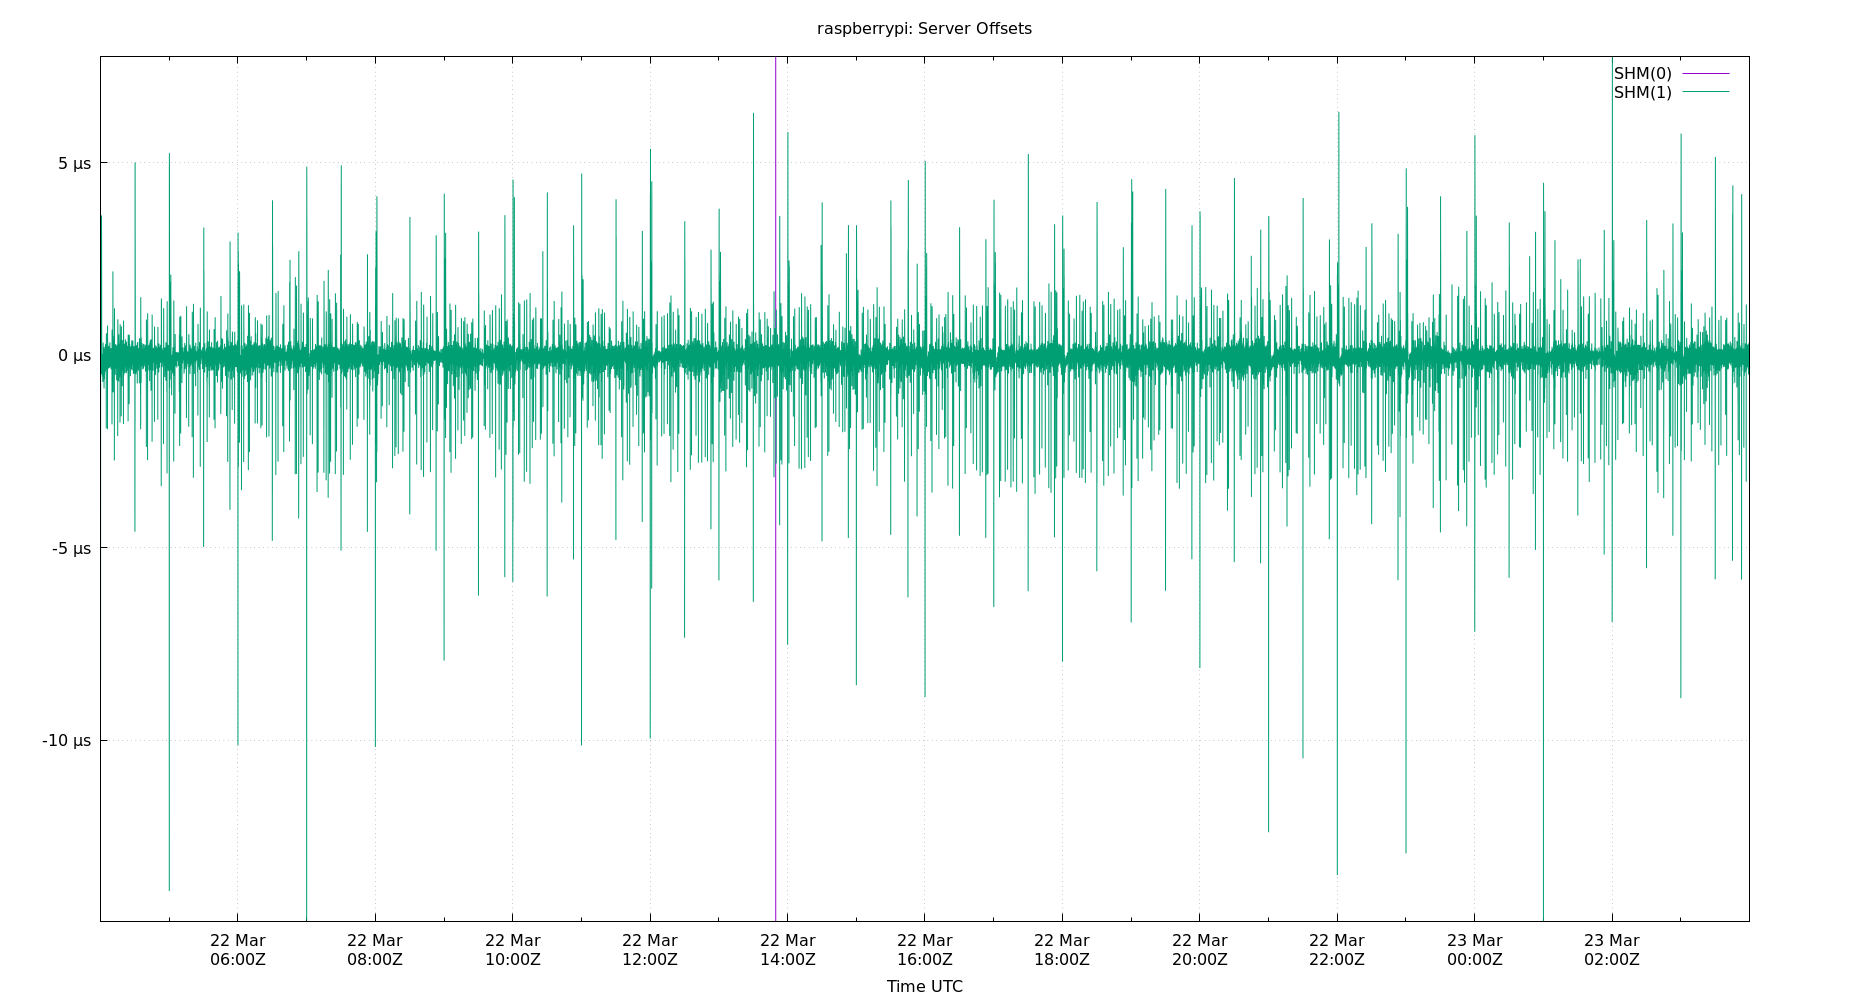 raspberrypi: Server Offsets
SHM(0)
SHM(1)
5 µs
0 µs
-5 µs
-10 µs
22 Mar 22 Mar 22 Mar 22 Mar 22 Mar 22 Mar 22 Mar 22 Mar 22 Mar 23 Mar 23 Mar
06:00Z 08:00Z 10:00Z 12:00Z 14:00Z 16:00Z 18:00Z 20:00Z 22:00Z 00:00Z 02:00Z
Time UTC